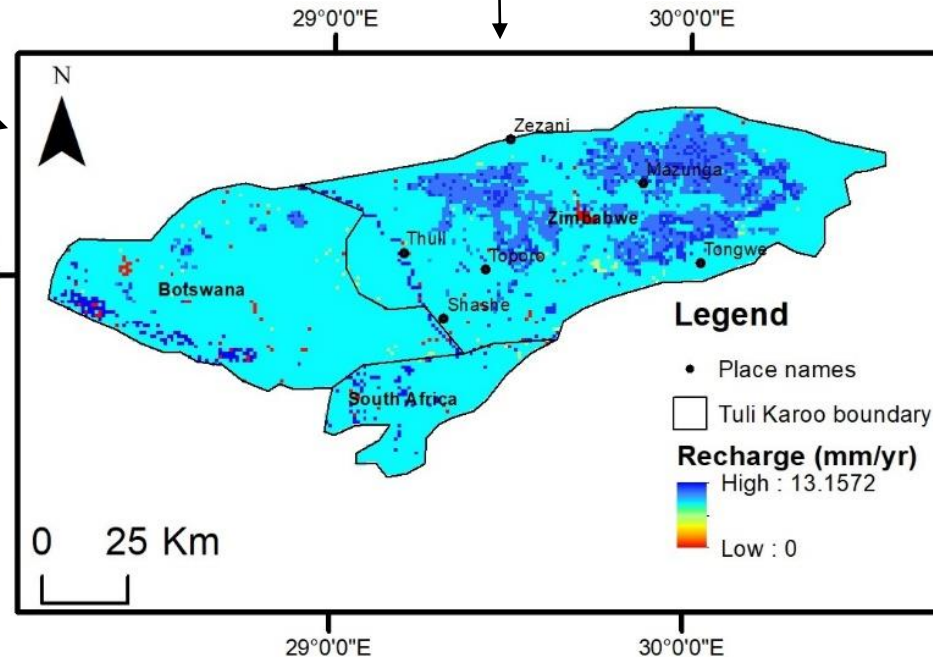 29°0'0"E 30°0'0"E
N
Zezani
Mazunga
Zimbabwe
Thuli
Toporo
Tongwe
Botswana
Shashe
South Africa
Legend
Place names
Tuli Karoo boundary
Recharge (mm/yr)
High : 13.1572
Low : 0
0 25 Km
29°0'0"E 30°0'0"E